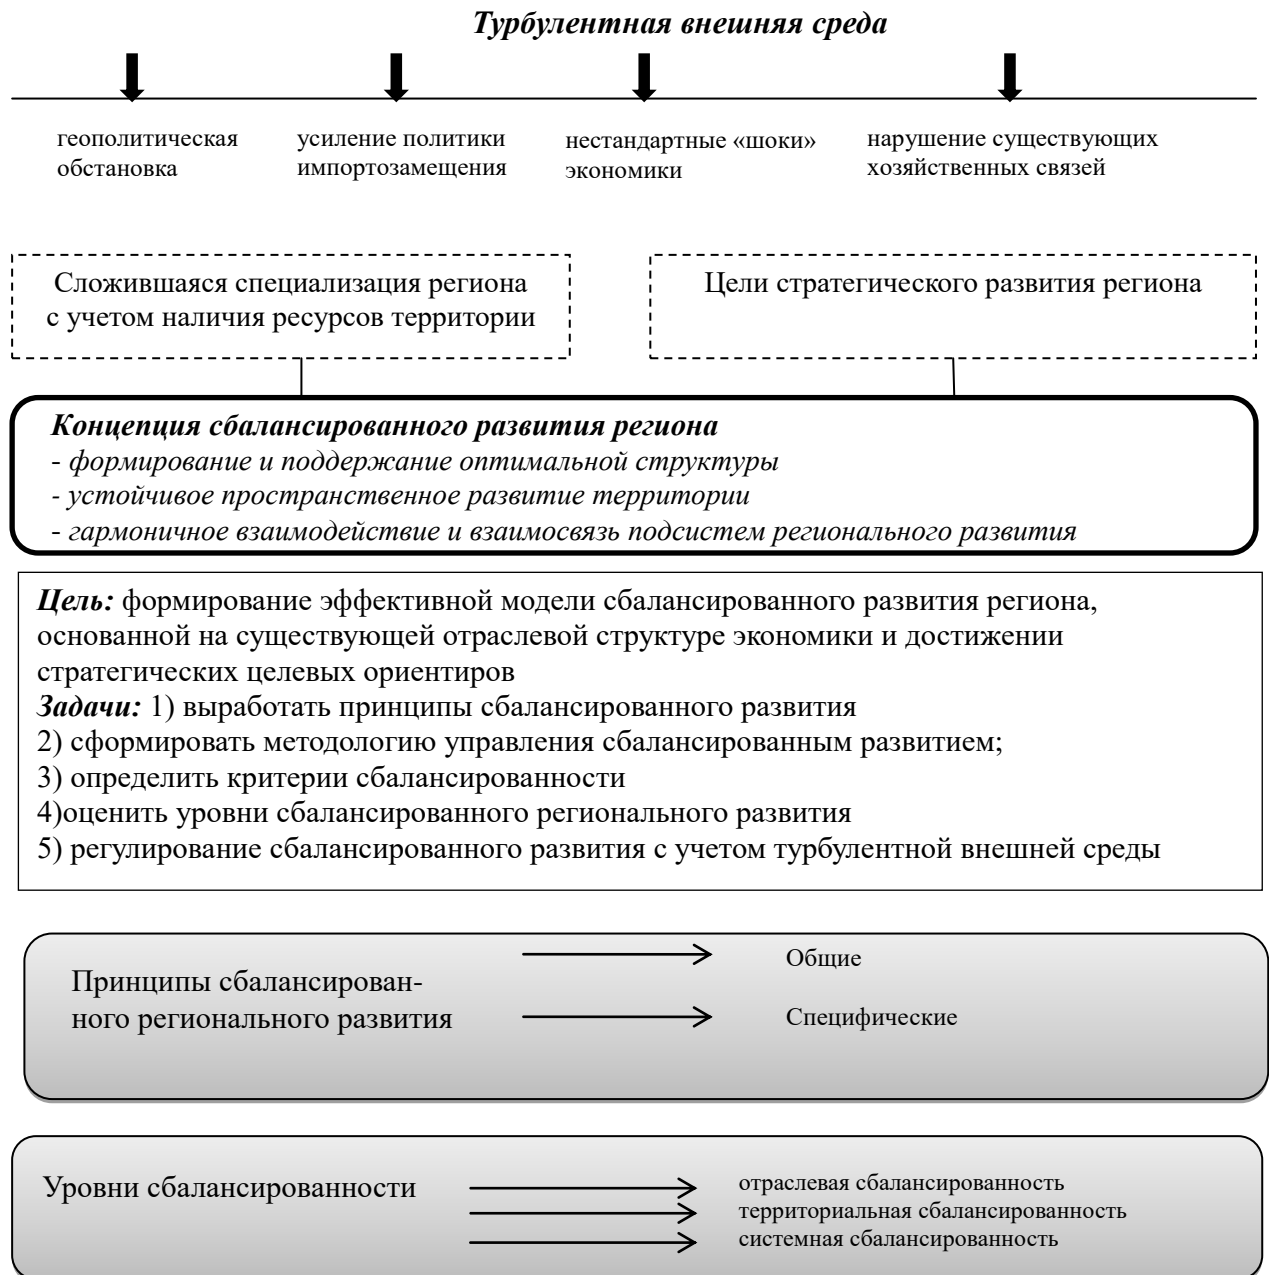 Турбулентная внешняя среда
геополитическая
обстановка
усиление политики
импортозамещения
нестандартные «шоки»
экономики
нарушение существующих
хозяйственных связей
Сложившаяся специализация региона
с учетом наличия ресурсов территории
Цели стратегического развития региона
Концепция сбалансированного развития региона
- формирование и поддержание оптимальной структуры
- устойчивое пространственное развитие территории
- гармоничное взаимодействие и взаимосвязь подсистем регионального развития
Цель: формирование эффективной модели сбалансированного развития региона,
основанной на существующей отраслевой структуре экономики и достижении
стратегических целевых ориентиров
Задачи: 1) выработать принципы сбалансированного развития
2) сформировать методологию управления сбалансированным развитием;
3) определить критерии сбалансированности
4)оценить уровни сбалансированного регионального развития
5) регулирование сбалансированного развития с учетом турбулентной внешней среды
Принципы сбалансирован-
ного регионального развития
Общие
Специфические
Уровни сбалансированности
отраслевая сбалансированность
территориальная сбалансированность
системная сбалансированность